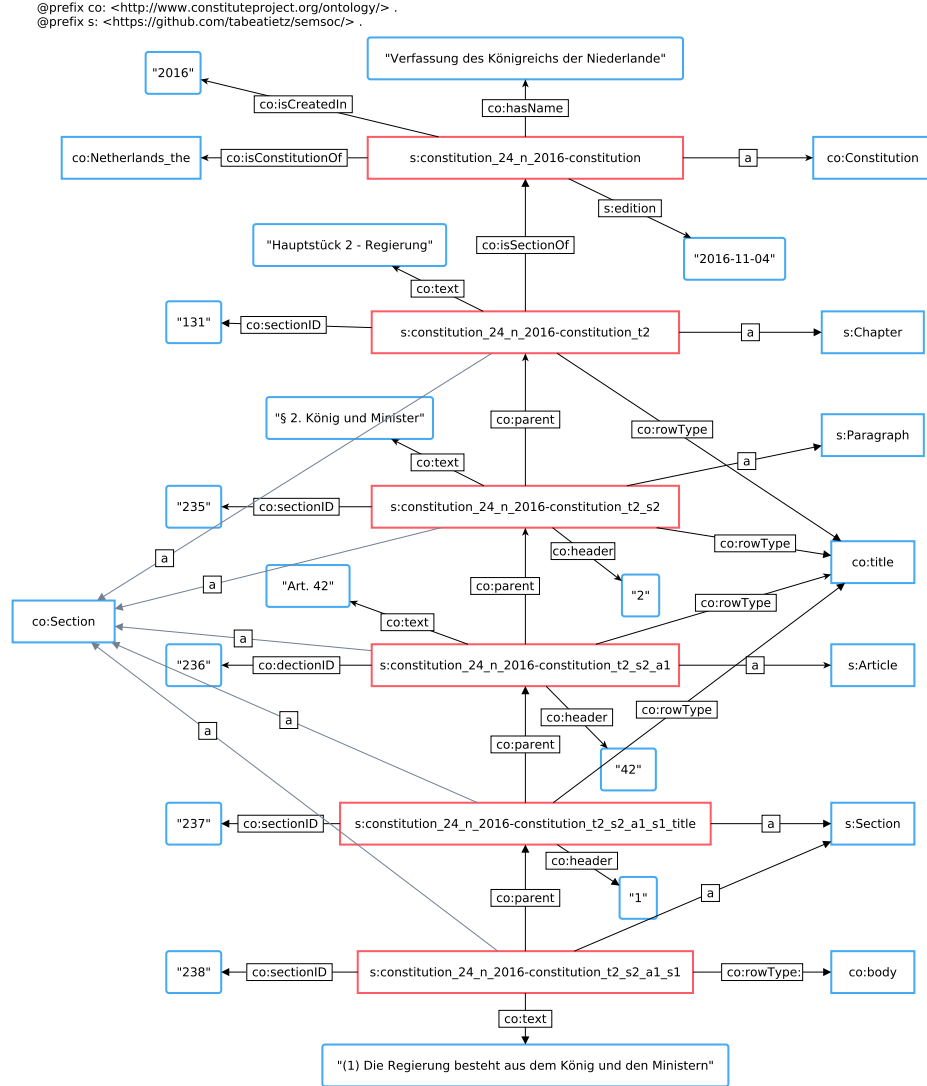 @prefix co: <http://www.constituteproject.org/ontology/> .
@prefix s: <https://github.com/tabeatietz/semsoc/> .
"Verfassung des Königreichs der Niederlande"
"2016"
co:isCreatedIn
co:hasName
co:Netherlands_the
co:isConstitutionOf
s:constitution_24_n_2016-constitution
a
co:Constitution
s:edition
"Hauptstück 2 - Regierung"
co:isSectionOf
"2016-11-04"
co:text
"131"
co:sectionID
s:constitution_24_n_2016-constitution_t2
a
s:Chapter
"§ 2. König und Minister"
co:parent
co:rowType
s:Paragraph
co:text
a
"235"
co:sectionID
s:constitution_24_n_2016-constitution_t2_s2
co:rowType
a
co:header
co:title
a
"Art. 42"
co:parent
"2"
co:rowType
co:Section
co:text
a
"236"
co:dectionID
s:constitution_24_n_2016-constitution_t2_s2_a1
a
s:Article
co:rowType
a
co:header
a
co:parent
"42"
"237"
co:sectionID
s:constitution_24_n_2016-constitution_t2_s2_a1_s1_title
a
s:Section
co:header
co:parent
"1"
a
"238"
co:sectionID
s:constitution_24_n_2016-constitution_t2_s2_a1_s1
co:rowType:
co:body
co:text
"(1) Die Regierung besteht aus dem König und den Ministern"